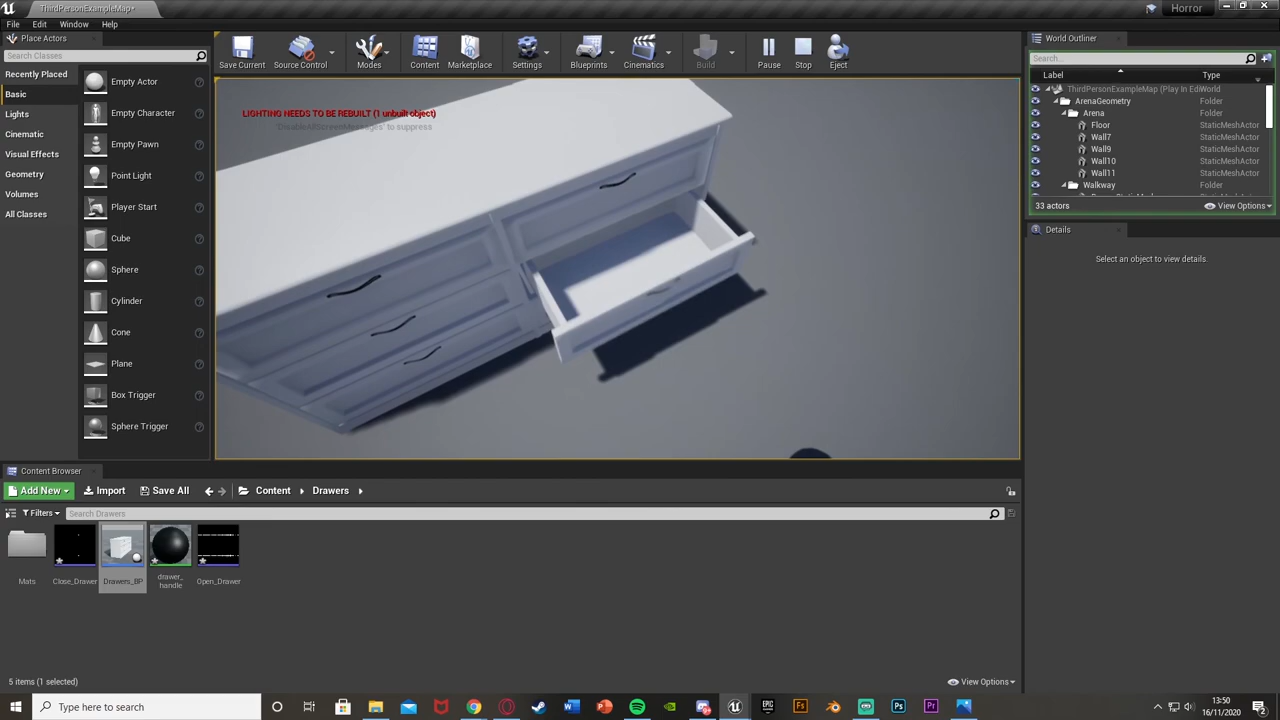 ThirdPersonExampleMap*
Horror
File Edit Window Help
Place Actors
Search Classes
Recently Placed
Basic
Lights
Cinematic
Visual Effects
Geometry
Volumes
All Classes
Empty Actor
Empty Character
Empty Pawn
Point Light
Player Start
Cube
Sphere
Cylinder
Cone
Plane
Box Trigger
Sphere Trigger
Save Current
Source Control
Modes
Content
Marketplace
Settings
Blueprints
Cinematics
Build
Pause
Stop
Eject
LIGHTING NEEDS TO BE REBUILT (1 unbuilt object)
'DisableAllScreenMessages' to suppress
World Outliner
Search...
Label Type
ThirdPersonExampleMap (Play In Edi World
ArenaGeometry Folder
Arena Folder
Floor StaticMeshActor
Wall7 StaticMeshActor
Wall9 StaticMeshActor
Wall10 StaticMeshActor
Wall11 StaticMeshActor
Walkway Folder
33 actors
View Options
Details
Select an object to view details.
Content Browser
Add New
Import
Save All
Content
Drawers
Filters
Search Drawers
Mats
Close_Drawer
Drawers_BP
drawer_
handle
Open_Drawer
5 items (1 selected)
View Options
Type here to search
13:50
16/11/2020